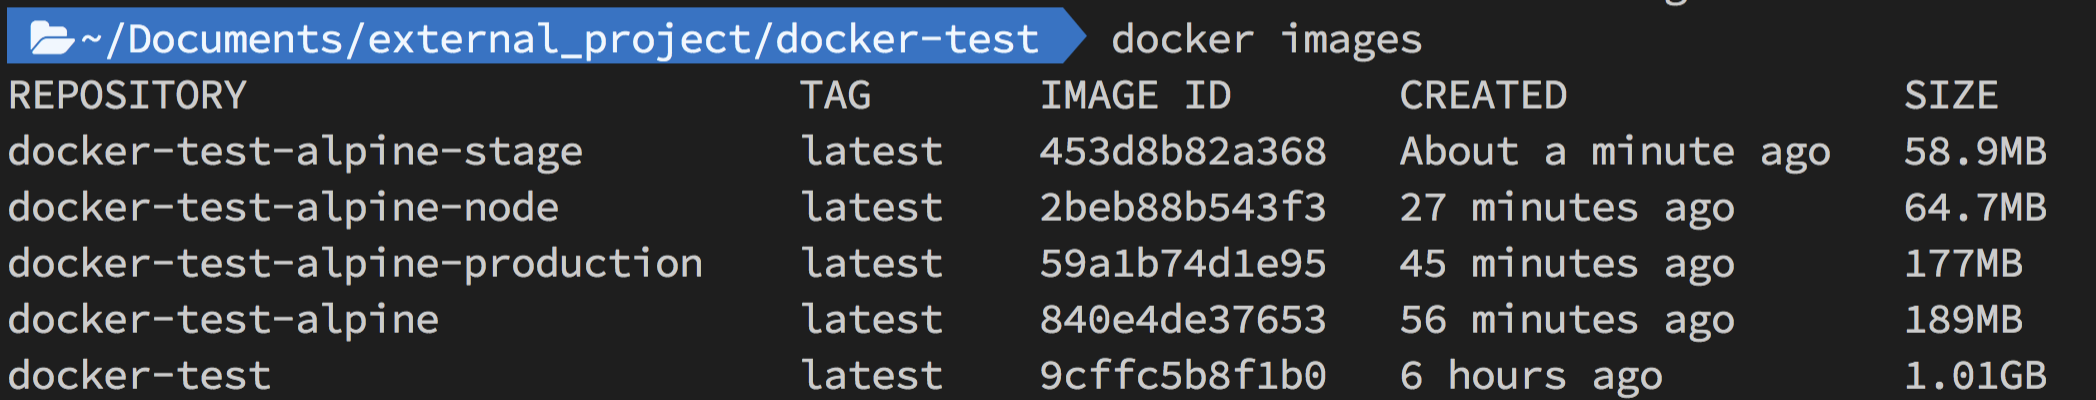 ~/Documents/external_project/docker-test docker images
REPOSITORY TAG IMAGE ID CREATED SIZE
docker-test-alpine-stage latest 453d8b82a368 About a minute ago 58.9MB
docker-test-alpine-node latest 2beb88b543f3 27 minutes ago 64.7MB
docker-test-alpine-production latest 59a1b74d1e95 45 minutes ago 177MB
docker-test-alpine latest 840e4de37653 56 minutes ago 189MB
docker-test latest 9cffc5b8f1b0 6 hours ago 1.01GB